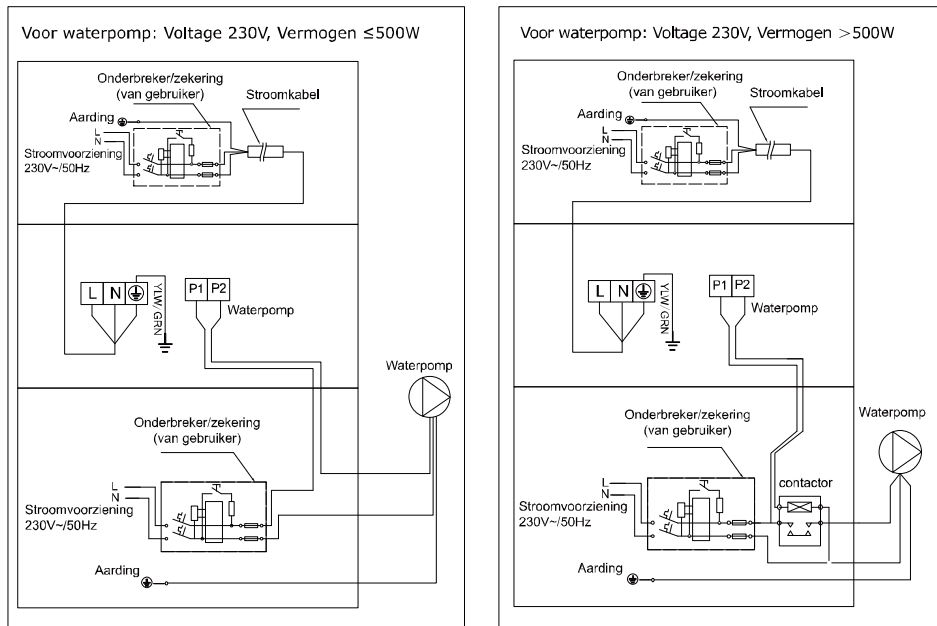 Voor waterpomp: Voltage 230V, Vermogen ≤500W
Onderbreker/zekering
(van gebruiker)
Stroomkabel
Aarding
L
N
Stroomvoorziening
230V~/50Hz
L N
YLW/GRN
P1 P2
Waterpomp
Waterpomp
Onderbreker/zekering
(van gebruiker)
L
N
Stroomvoorziening
230V~/50Hz
Aarding
Voor waterpomp: Voltage 230V, Vermogen >500W
Onderbreker/zekering
(van gebruiker)
Stroomkabel
Aarding
L
N
Stroomvoorziening
230V~/50Hz
L N
YLW/GRN
P1 P2
Waterpomp
Waterpomp
Onderbreker/zekering
(van gebruiker)
contactor
L
N
Stroomvoorziening
230V~/50Hz
Aarding